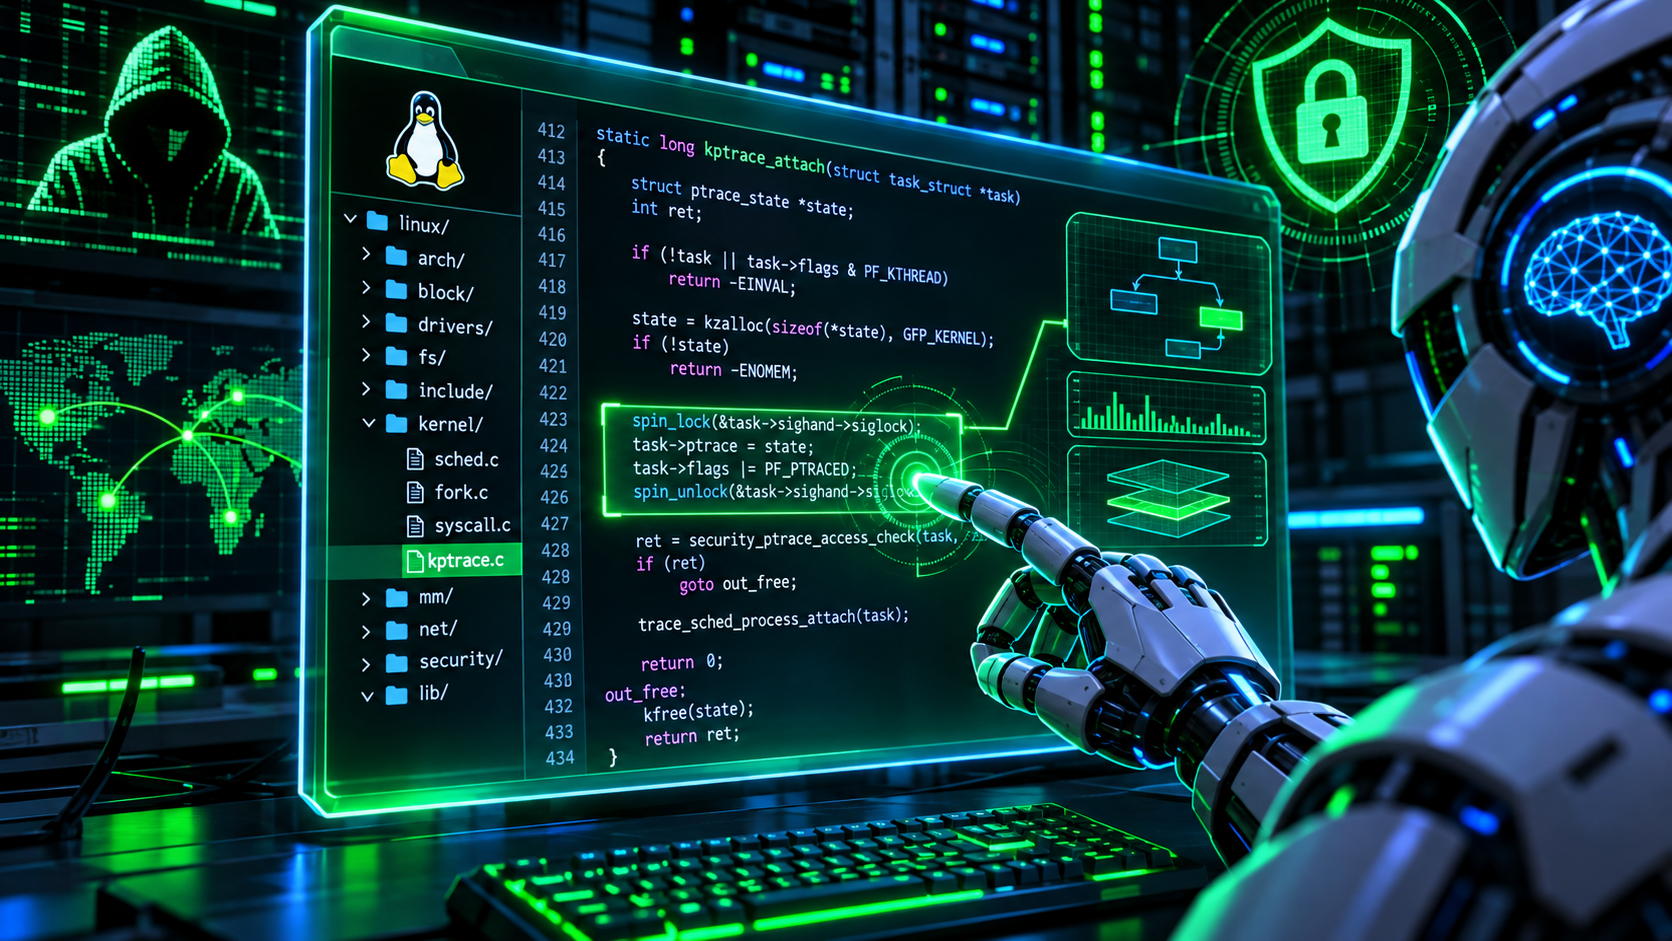 linux/
arch/
block/
drivers/
fs/
include/
kernel/
sched.c
fork.c
syscall.c
kptrace.c
mm/
net/
security/
lib/
412 static long kptrace_attach(struct task_struct *task)
413 {
414 struct ptrace_state *state;
415 int ret;
416
417 if (!task || task->flags & PF_KTHREAD)
418 return -EINVAL;
419 state = kzalloc(sizeof(*state), GFP_KERNEL);
420 if (!state)
421 return -ENOMEM;
422
423 spin_lock(&task->sighand->siglock);
424 task->ptrace = state;
425 task->flags |= PF_PTRACED;
426 spin_unlock(&task->sighand->siglock
427
428 ret = security_ptrace_access_check(task,
428 if (ret)
429 goto out_free;
420 trace_sched_process_attach(task);
430 return 0;
430 out_free:
432 kfree(state);
433 return ret;
434 }